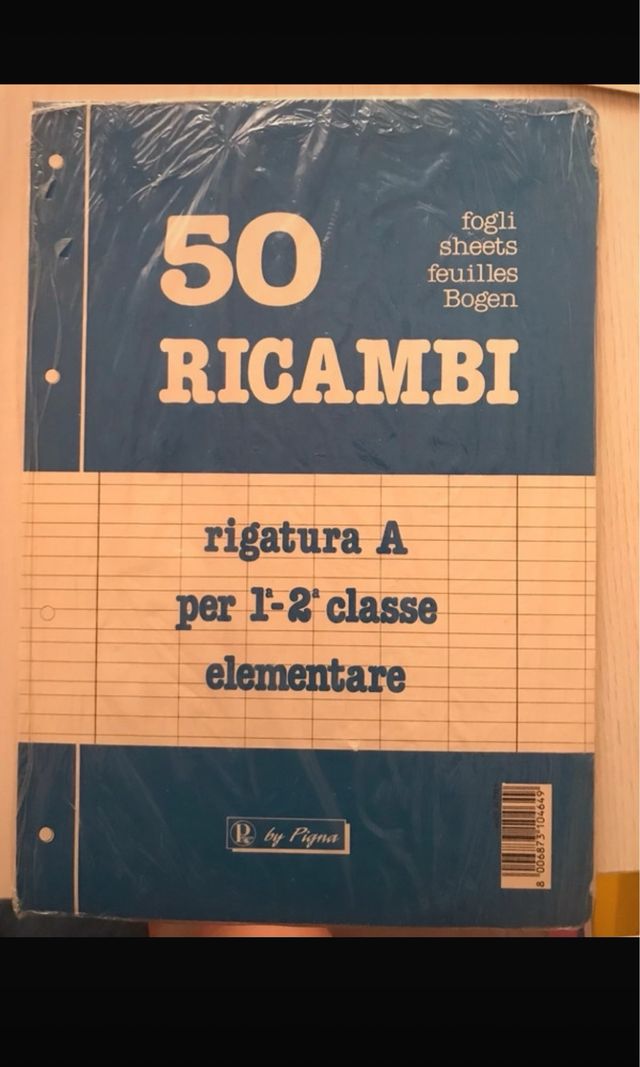 50
fogli
sheets
feuilles
Bogen
RICAMBI
rigatura A
per 1ª-2ª classe
elementare
by Pigna
8 006873 104649